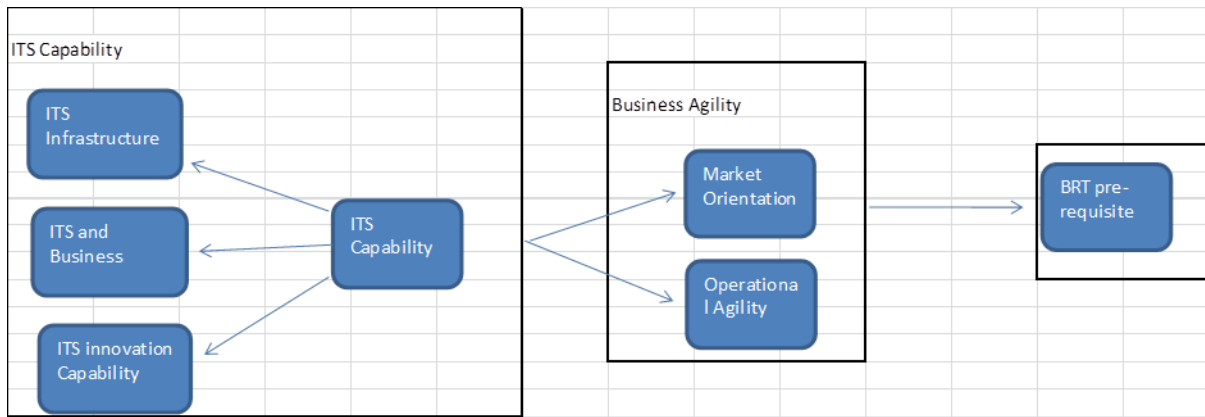 ITS Capability
ITS
Infrastructure
ITS and
Business
ITS innovation
Capability
ITS
Capability
Business Agility
Market
Orientation
Operationa
l Agility
BRT pre-
requisite